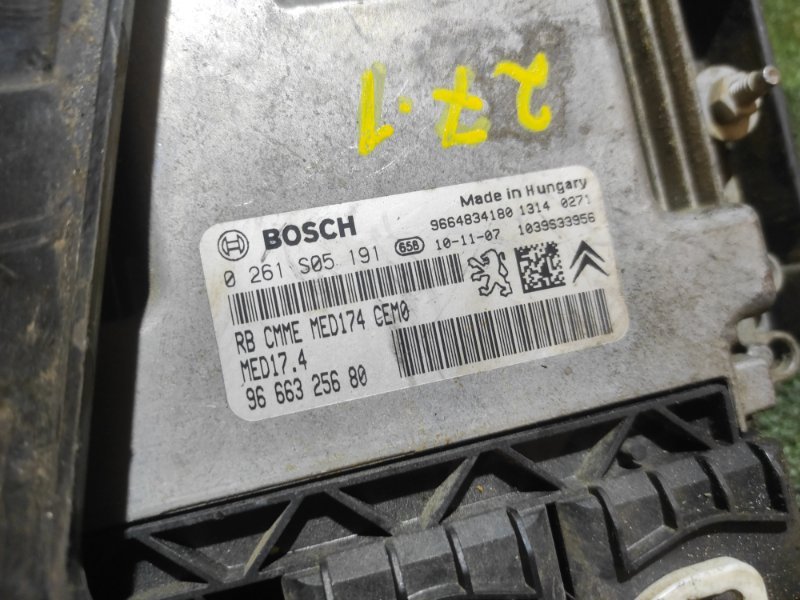 27.1
Made in Hungary
BOSCH
9664834180 1314 0271
0 261 S05 191 658 10-11-07 1039S33956
RB CMME MED174 CEM0
MED17.4
96 663 256 80